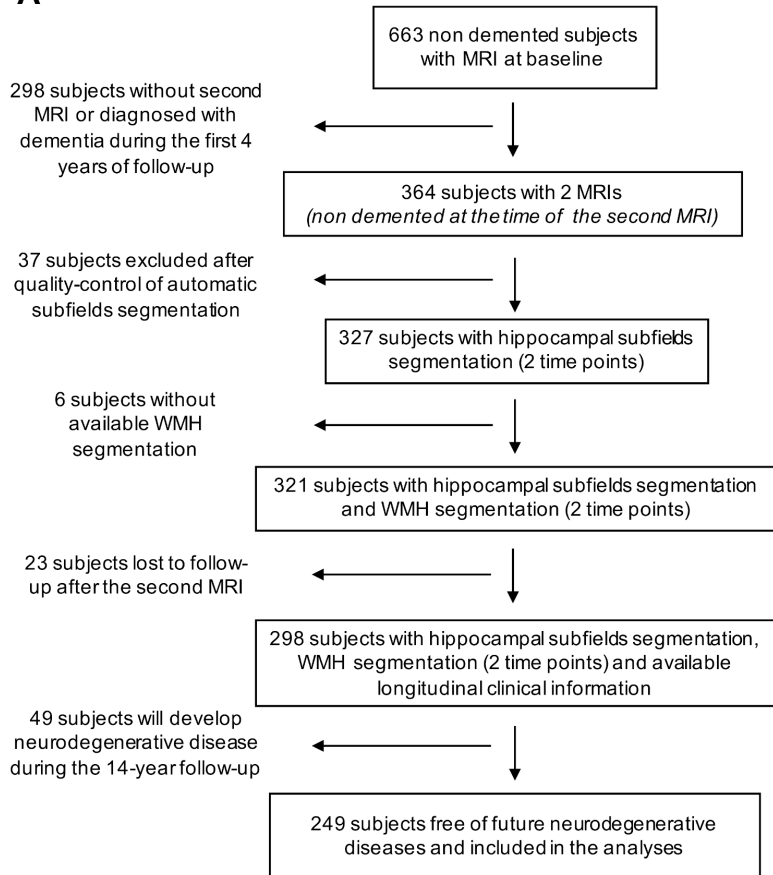 A
663 non demented subjects
with MRI at baseline
298 subjects without second
MRI or diagnosed with
dementia during the first 4
years of follow-up
364 subjects with 2 MRIs
(non demented at the time of the second MRI)
37 subjects excluded after
quality-control of automatic
subfields segmentation
327 subjects with hippocampal subfields
segmentation (2 time points)
6 subjects without
available WMH
segmentation
321 subjects with hippocampal subfields segmentation
and WMH segmentation (2 time points)
23 subjects lost to follow-
up after the second MRI
298 subjects with hippocampal subfields segmentation,
WMH segmentation (2 time points) and available
longitudinal clinical information
49 subjects will develop
neurodegenerative disease
during the 14-year follow-up
249 subjects free of future neurodegenerative
diseases and included in the analyses